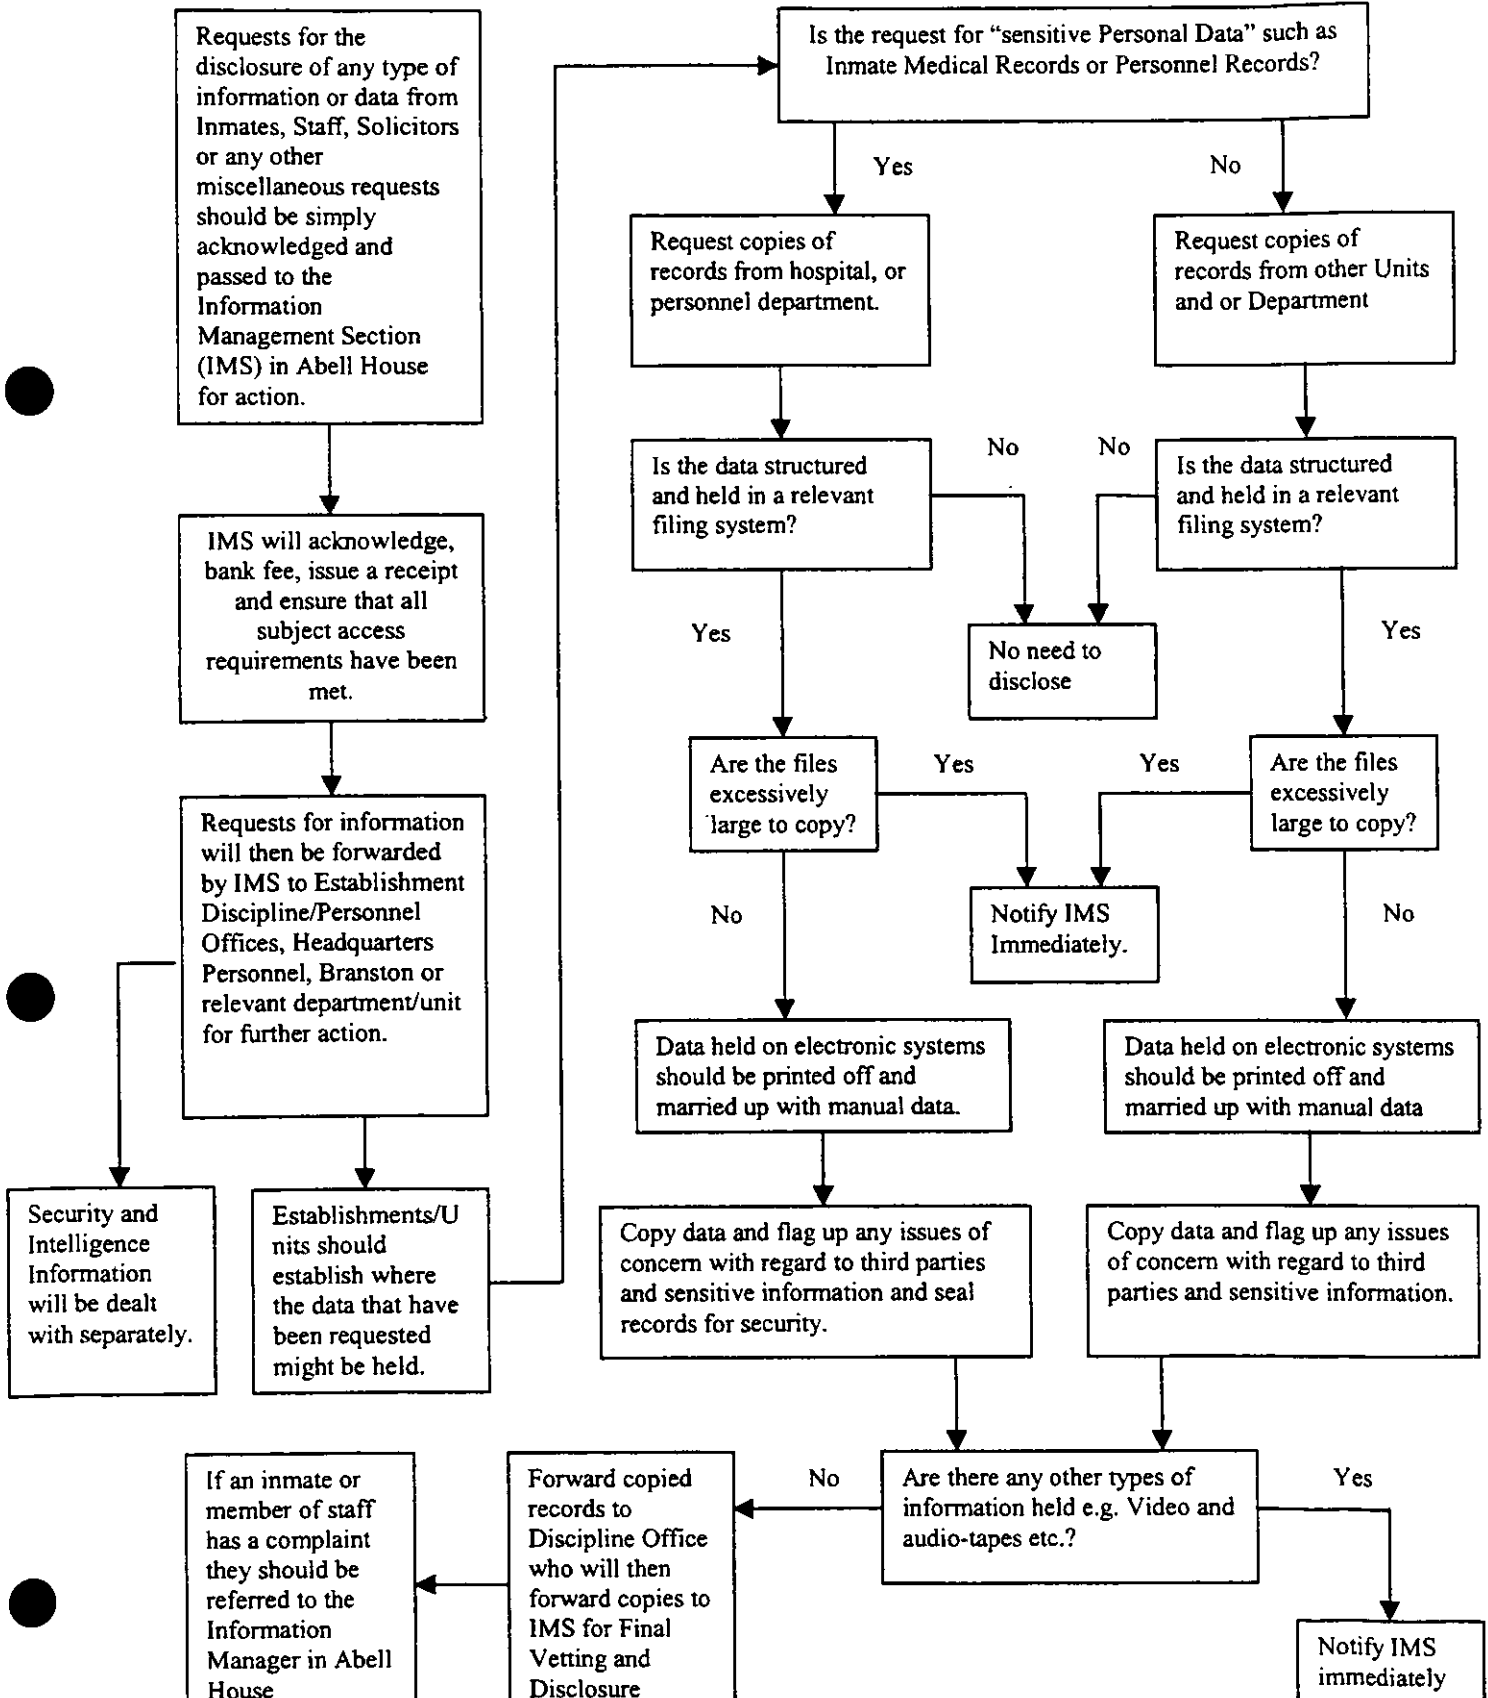 Requests for the
disclosure of any type of
information or data from
Inmates, Staff, Solicitors
or any other
miscellaneous requests
should be simply
acknowledged and
passed to the
Information
Management Section
(IMS) in Abell House
for action.
IMS will acknowledge,
bank fee, issue a receipt
and ensure that all
subject access
requirements have been
met.
Requests for information
will then be forwarded
by IMS to Establishment
Discipline/Personnel
Offices, Headquarters
Personnel, Branston or
relevant department/unit
for further action.
Security and
Intelligence
Information
will be dealt
with separately.
Establishments/U
nits should
establish where
the data that have
been requested
might be held.
Is the request for “sensitive Personal Data” such as
Inmate Medical Records or Personnel Records?
Yes
No
Request copies of
records from hospital, or
personnel department.
Request copies of
records from other Units
and or Department
Is the data structured
and held in a relevant
filing system?
No
No
Is the data structured
and held in a relevant
filing system?
Yes
No need to
disclose
Yes
Are the files
excessively
large to copy?
Yes
Yes
Are the files
excessively
large to copy?
No
Notify IMS
Immediately.
No
Data held on electronic systems
should be printed off and
married up with manual data.
Data held on electronic systems
should be printed off and
married up with manual data
Copy data and flag up any issues of
concern with regard to third parties
and sensitive information and seal
records for security.
Copy data and flag up any issues
of concern with regard to third
parties and sensitive information.
Are there any other types of
information held e.g. Video and
audio-tapes etc.?
No
Yes
Forward copied
records to
Discipline Office
who will then
forward copies to
IMS for Final
Vetting and
Disclosure
If an inmate or
member of staff
has a complaint
they should be
referred to the
Information
Manager in Abell
House
Notify IMS
immediately